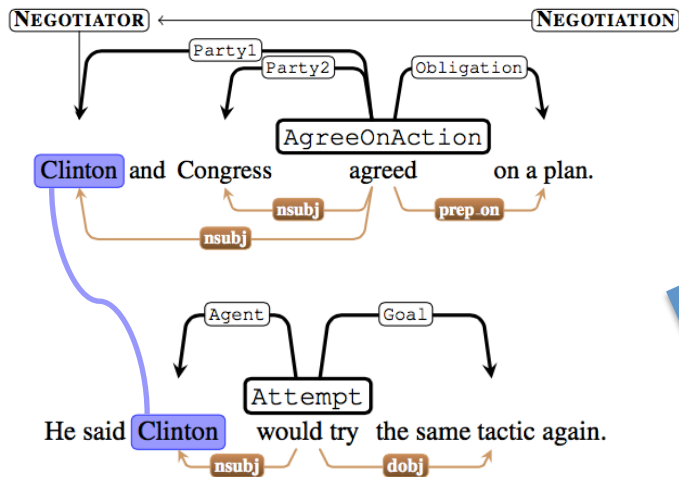 NEGOTIATOR NEGOTIATION
Party1
Party2 Obligation
AgreeOnAction
Clinton and Congress agreed on a plan.
nsubj prep_on
nsubj
Agent Goal
Attempt
He said Clinton would try the same tactic again.
nsubj dobj